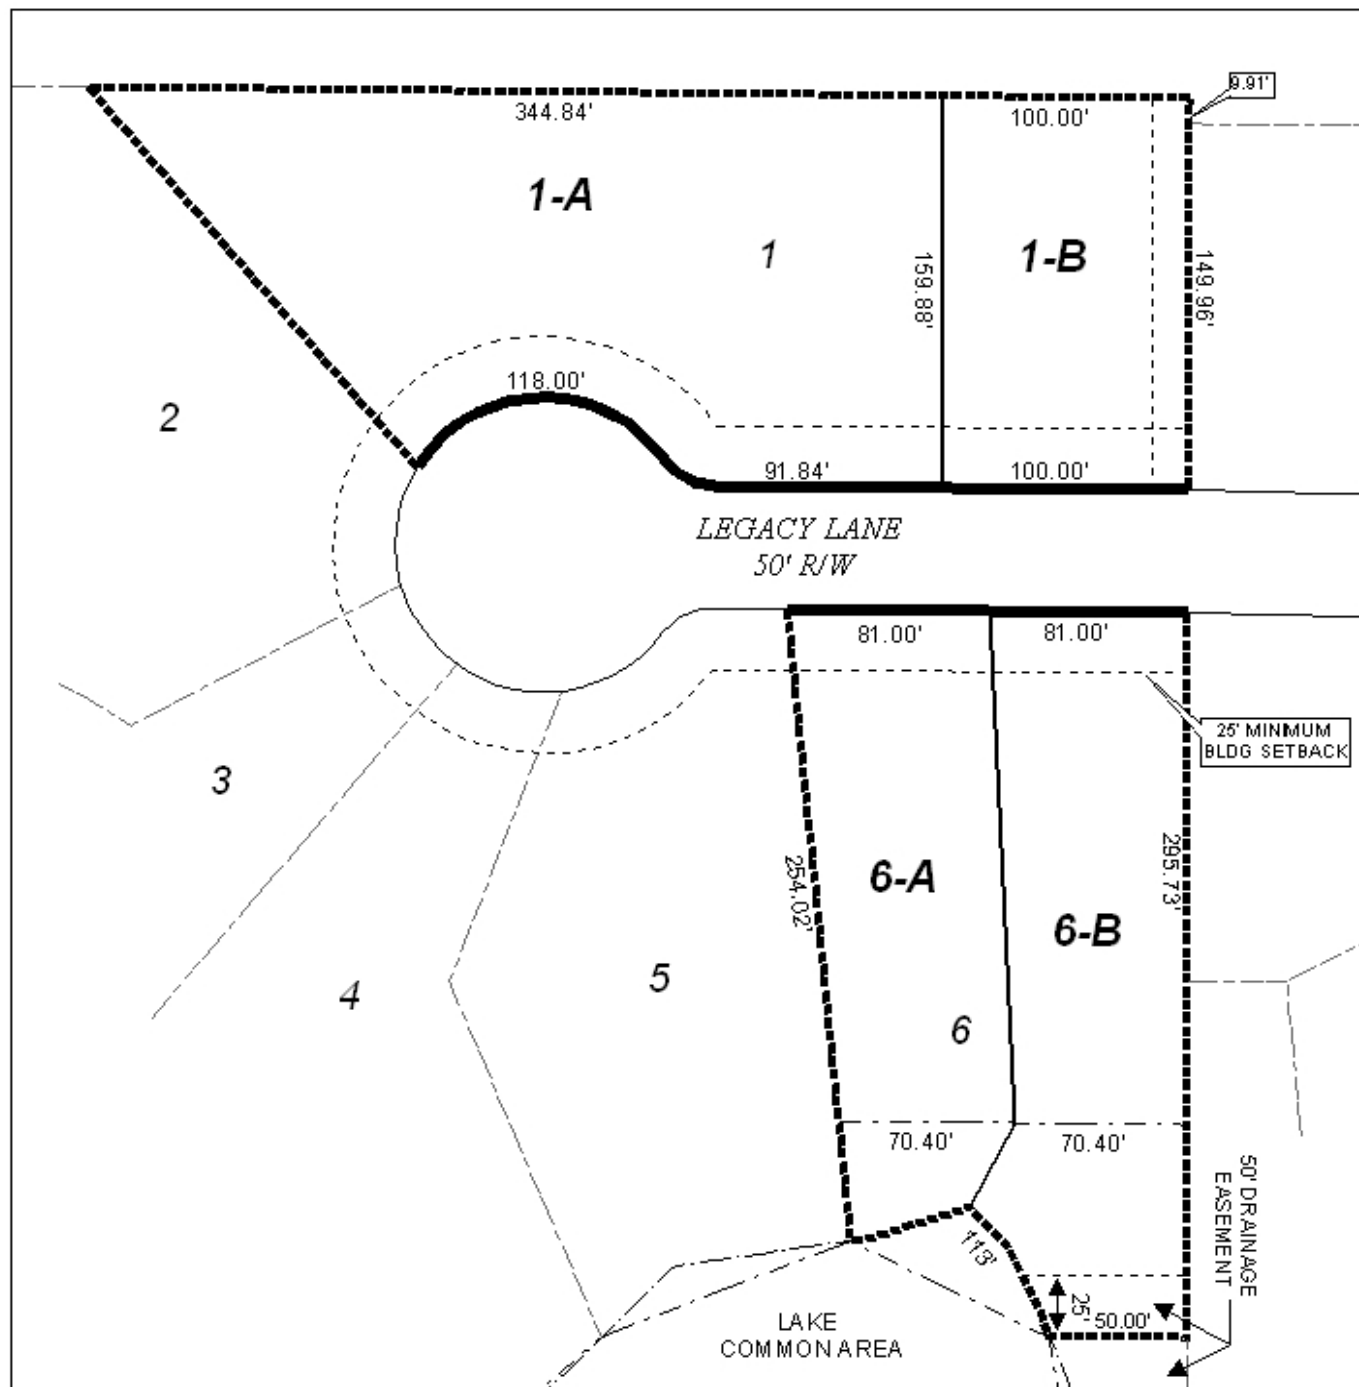 9.91'
344.84'
100.00'
1-A
1
1-B
159.88'
149.96'
118.00'
2
91.84'
100.00'
LEGACY LANE
50' R/W
81.00'
81.00'
25' MINIMUM
BLDG SETBACK
3
254.02'
6-A
295.73'
6-B
5
4
6
70.40'
70.40'
50' DRAINAGE
EASEMENT
113'
25'
50.00'
LAKE
COMMON AREA